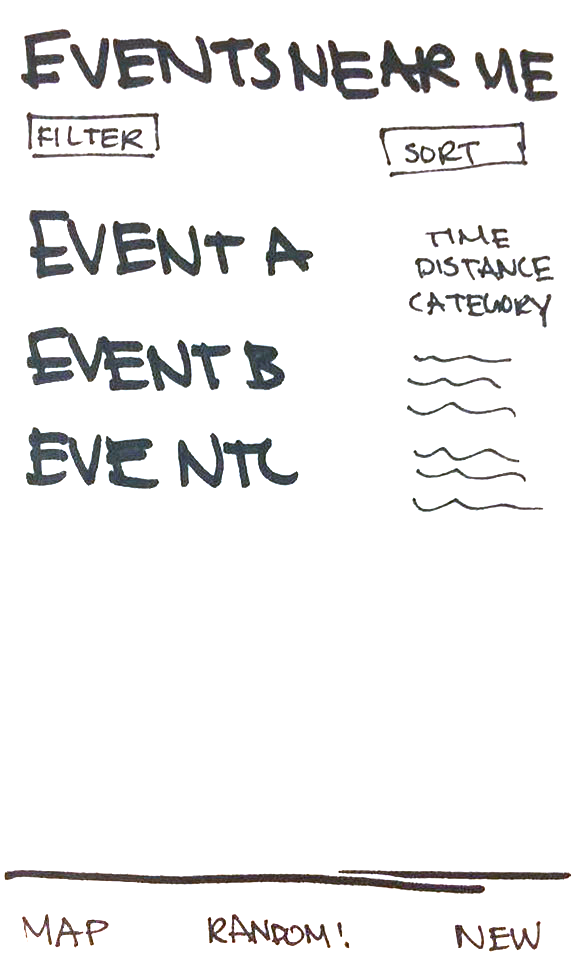 EVENTS NEAR ME
FILTER SORT
EVENT A
TIME
DISTANCE
CATEGORY
EVENT B
EVENT C
MAP RANDOM! NEW